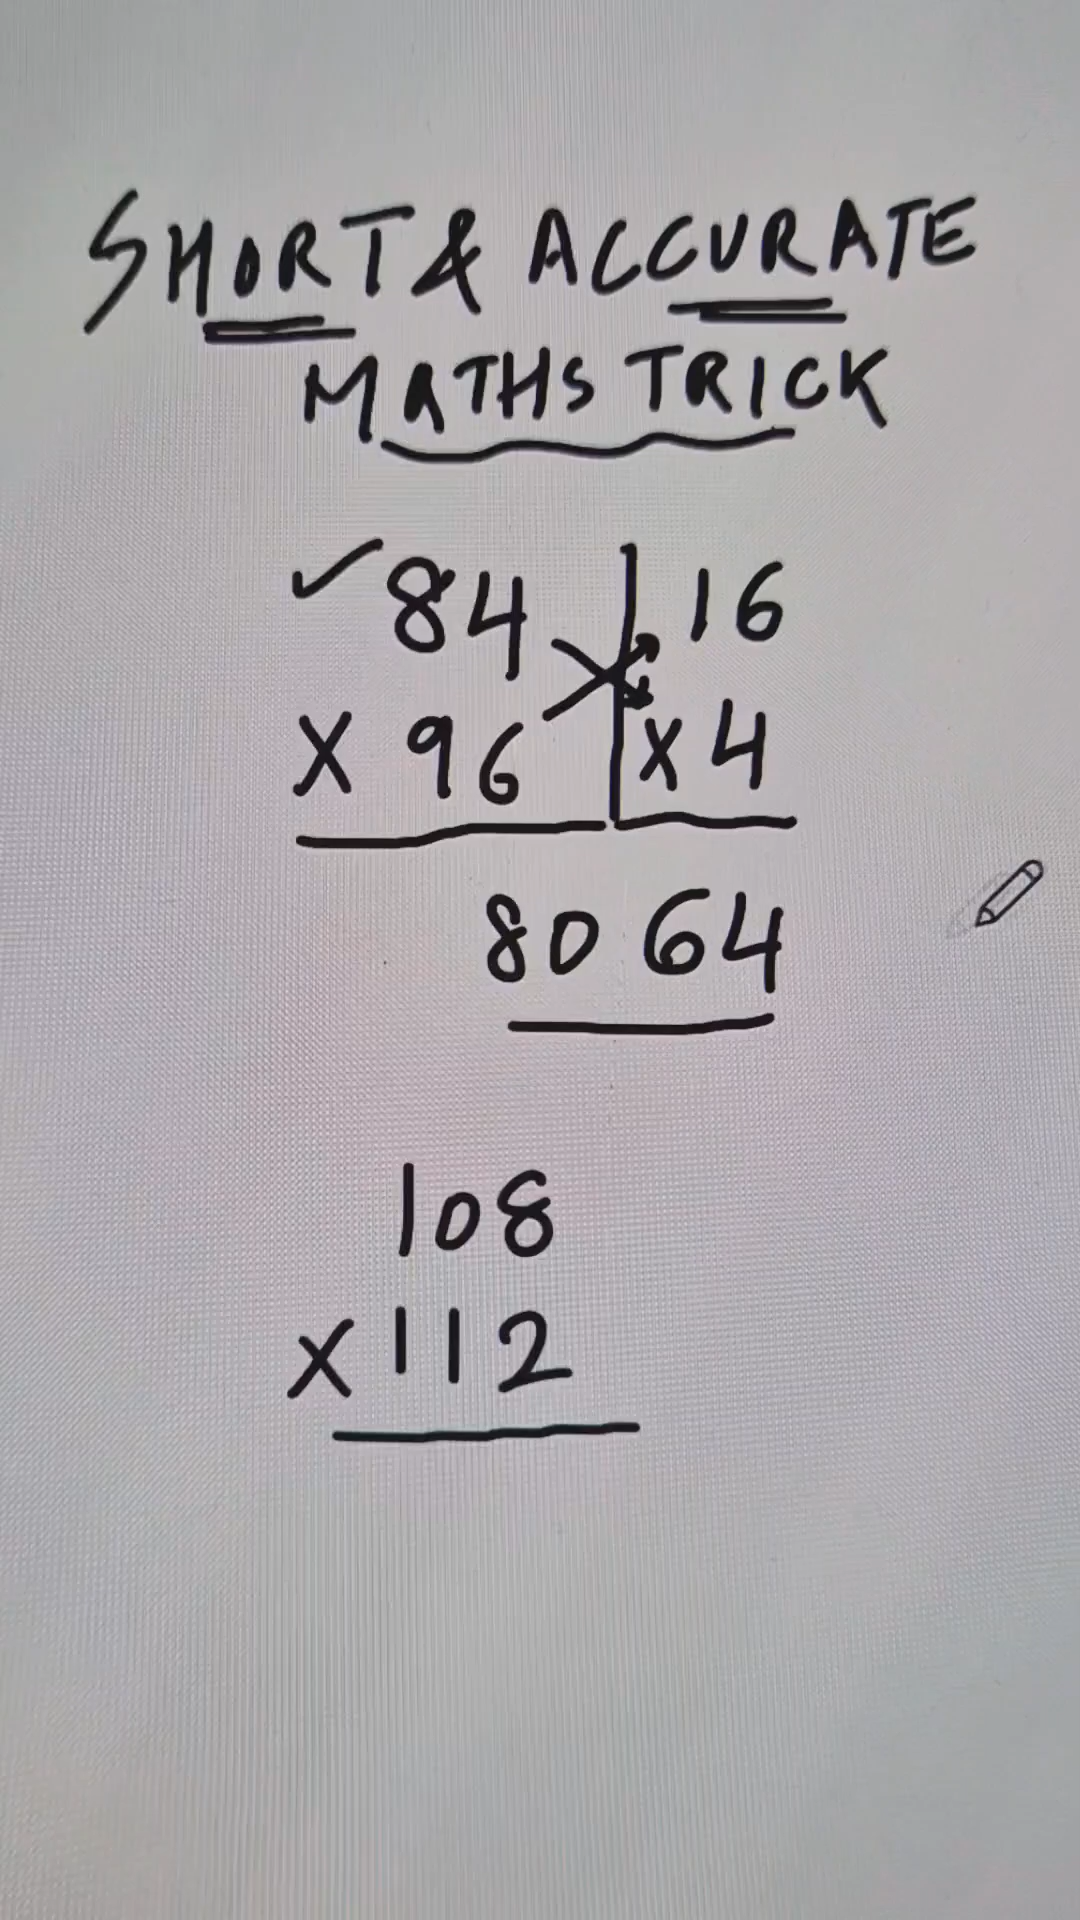 SHORT & ACCURATE
MATHS TRICK
84 | 16
X 96 | X 4
8064
108
X 112